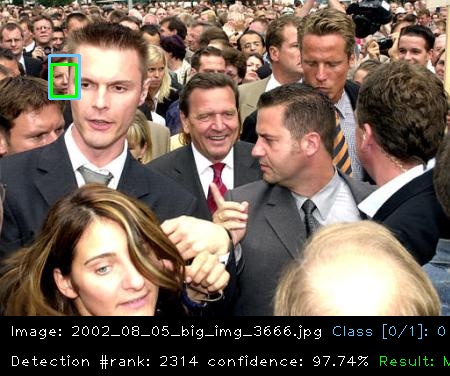 Image: 2002_08_05_big_img_3666.jpg Class [0/1]: 0
Detection #rank: 2314 confidence: 97.74% Result: M